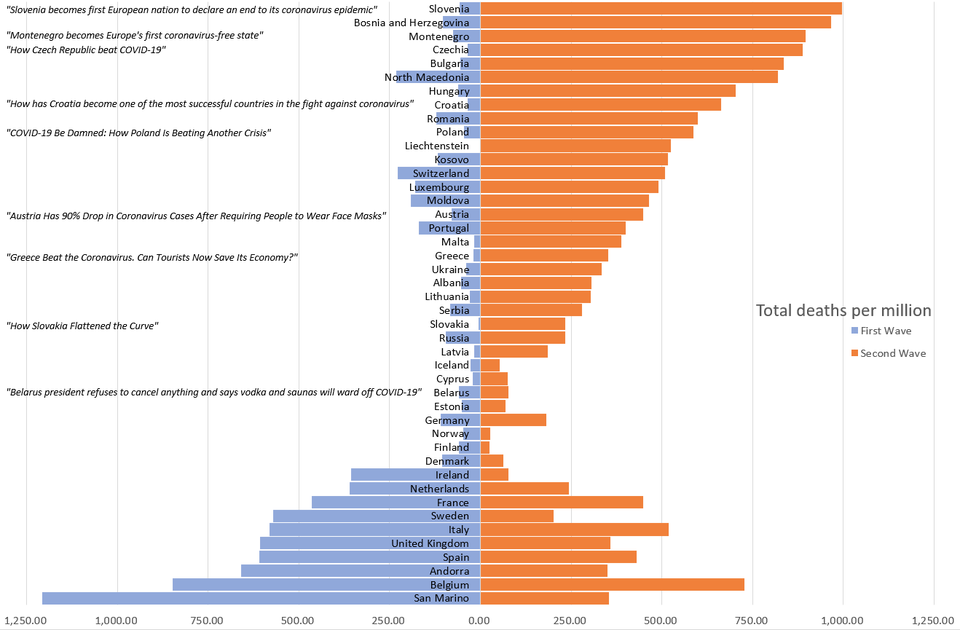 "Slovenia becomes first European nation to declare an end to its coronavirus epidemic" Slovenia
Bosnia and Herzegovina
"Montenegro becomes Europe's first coronavirus-free state" Montenegro
"How Czech Republic beat COVID-19" Czechia
Bulgaria
North Macedonia
Hungary
"How has Croatia become one of the most successful countries in the fight against coronavirus" Croatia
Romania
"COVID-19 Be Damned: How Poland Is Beating Another Crisis" Poland
Liechtenstein
Kosovo
Switzerland
Luxembourg
Moldova
"Austria Has 90% Drop in Coronavirus Cases After Requiring People to Wear Face Masks" Austria
Portugal
Malta
"Greece Beat the Coronavirus. Can Tourists Now Save Its Economy?" Greece
Ukraine
Albania
Lithuania
Serbia
Total deaths per million
"How Slovakia Flattened the Curve" Slovakia
First Wave
Russia
Latvia
Second Wave
Iceland
Cyprus
"Belarus president refuses to cancel anything and says vodka and saunas will ward off COVID-19" Belarus
Estonia
Germany
Norway
Finland
Denmark
Ireland
Netherlands
France
Sweden
Italy
United Kingdom
Spain
Andorra
Belgium
San Marino
1,250.00 1,000.00 750.00 500.00 250.00 0.00 250.00 500.00 750.00 1,000.00 1,250.00